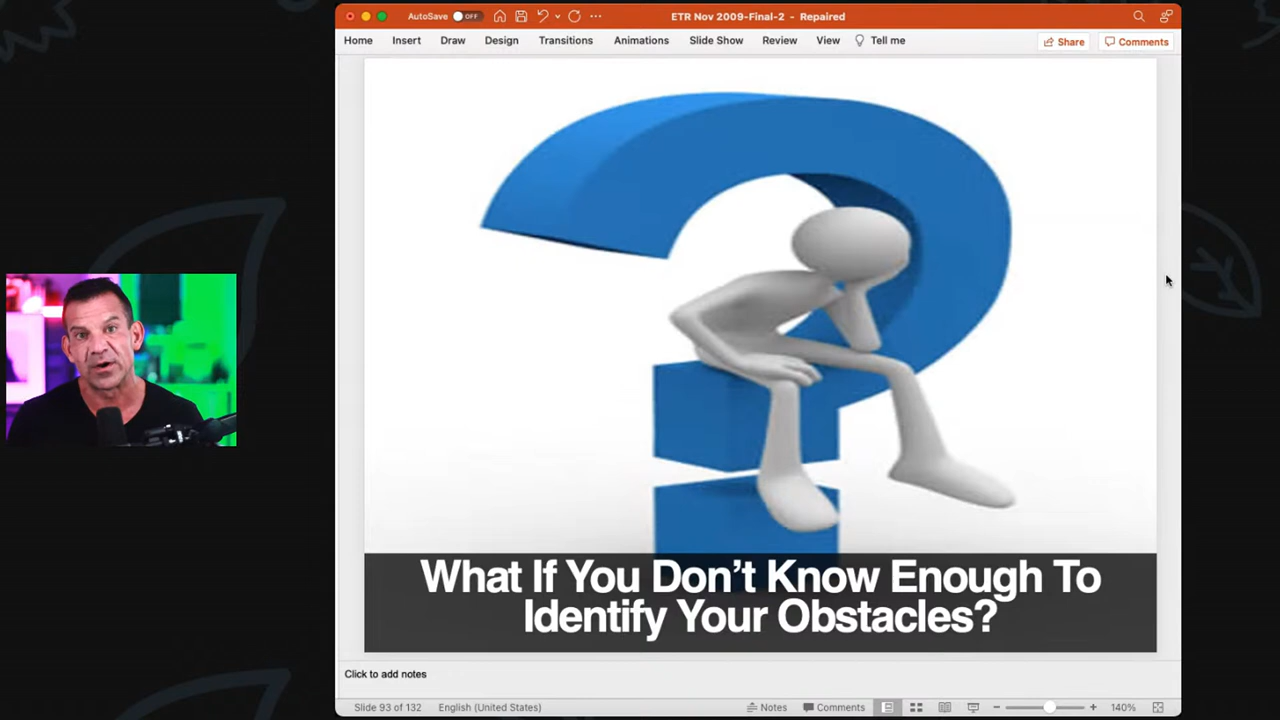 AutoSave OFF ETR Nov 2009-Final-2 - Repaired
Home Insert Draw Design Transitions Animations Slide Show Review View Tell me Share Comments
What If You Don't Know Enough To
Identify Your Obstacles?
Click to add notes
Slide 93 of 132 English (United States) Notes Comments 140%